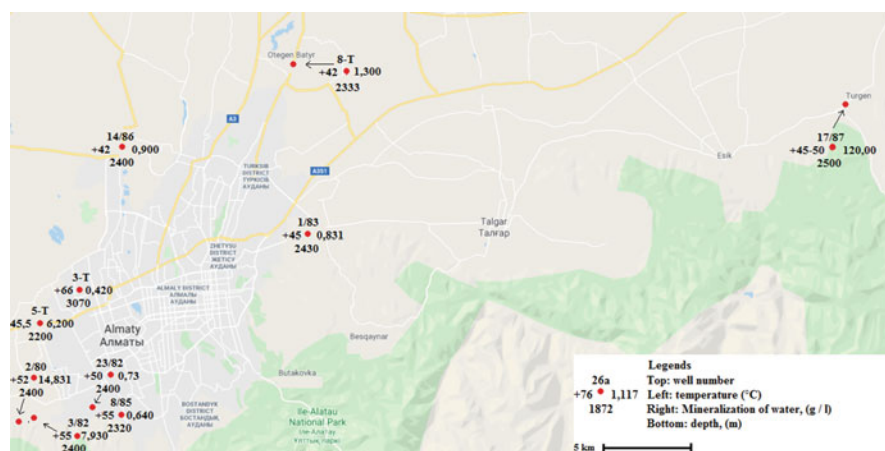 Otegen Batyr
8-T
+42 1,300
2333
Turgen
A3
14/86
+42 0,900
2400
17/87
+45-50 120,00
2500
Esik
TURKSIB
DISTRICT
ТҮРКСІБ
АУДАНЫ
A351
1/83
+45 0,831
2430
Talgar
Талғар
ZHETYSU
DISTRICT
ЖЕТІСУ
АУДАНЫ
3-T
+66 0,420
3070
ALMALY DISTRICT
АЛМАЛЫ
АУДАНЫ
5-T
45,5 6,200
2200
Almaty
Алматы
Besqaynar
2/80
+52 14,831
2400
23/82
+50 0,73
2400
Butakovka
8/85
+55 0,640
2320
BOSTANDYK
DISTRICT
БОСТАНДЫҚ
АУДАНЫ
3/82
+55 7,930
2400
Ile-Alatau
National Park
Іле-Алатау
Ұлттық паркі
Legends
26a
Top: well number
+76 1,117
Left: temperature (°C)
1872
Right: Mineralization of water, (g / l)
Bottom: depth, (m)
5 km